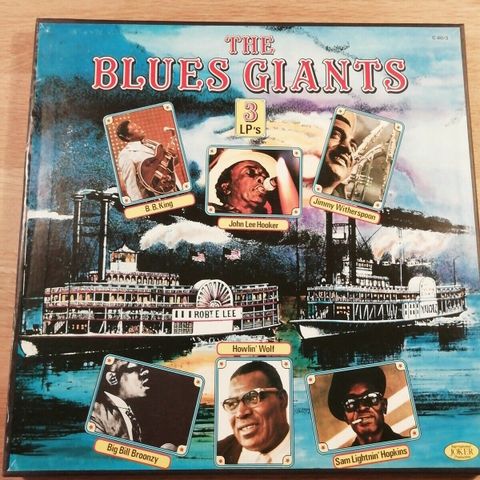 THE
BLUES GIANTS
3
LP's
B.B. King
John Lee Hooker
Jimmy Witherspoon
ROBT E LEE
Howlin' Wolf
Big Bill Broonzy
Sam Lightnin' Hopkins
JOKER